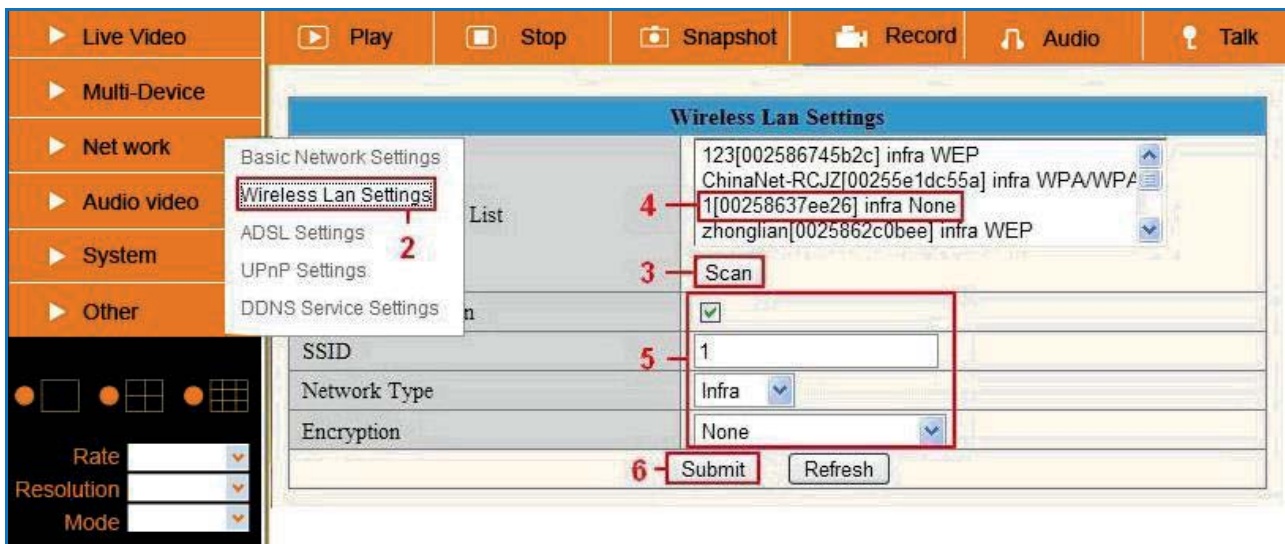 Live Video
Play
Stop
Snapshot
Record
Audio
Talk
Multi-Device
Net work
Audio video
System
Other
Basic Network Settings
Wireless Lan Settings
2
ADSL Settings
UPnP Settings
DDNS Service Settings
Wireless Lan Settings
List
123[002586745b2c] infra WEP
ChinaNet-RCJZ[00255e1dc55a] infra WPA/WPA
4
1[00258637ee26] infra None
zhonglian[0025862c0bee] infra WEP
3
Scan
n
5
SSID
1
Network Type
Infra
Encryption
None
6
Submit
Refresh
Rate
Resolution
Mode